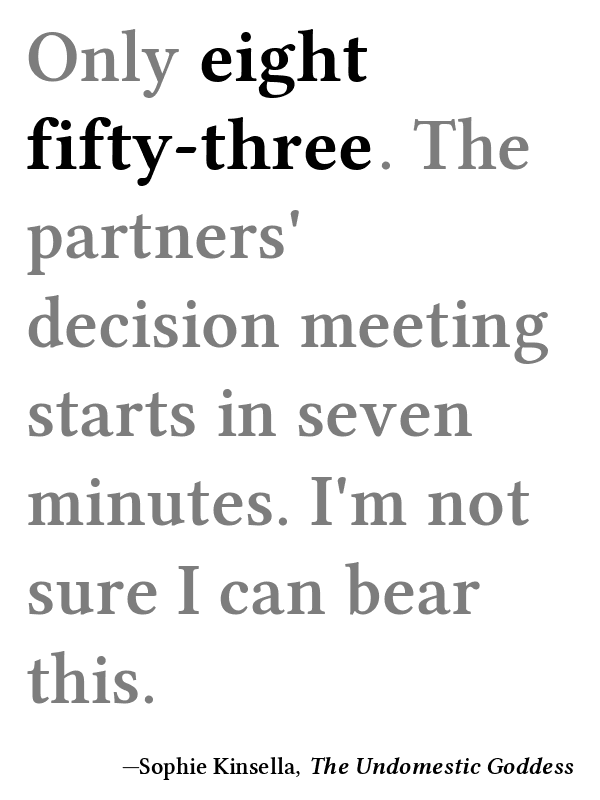 Only eight
fifty-three. The
partners'
decision meeting
starts in seven
minutes. I'm not
sure I can bear
this.
—Sophie Kinsella, The Undomestic Goddess